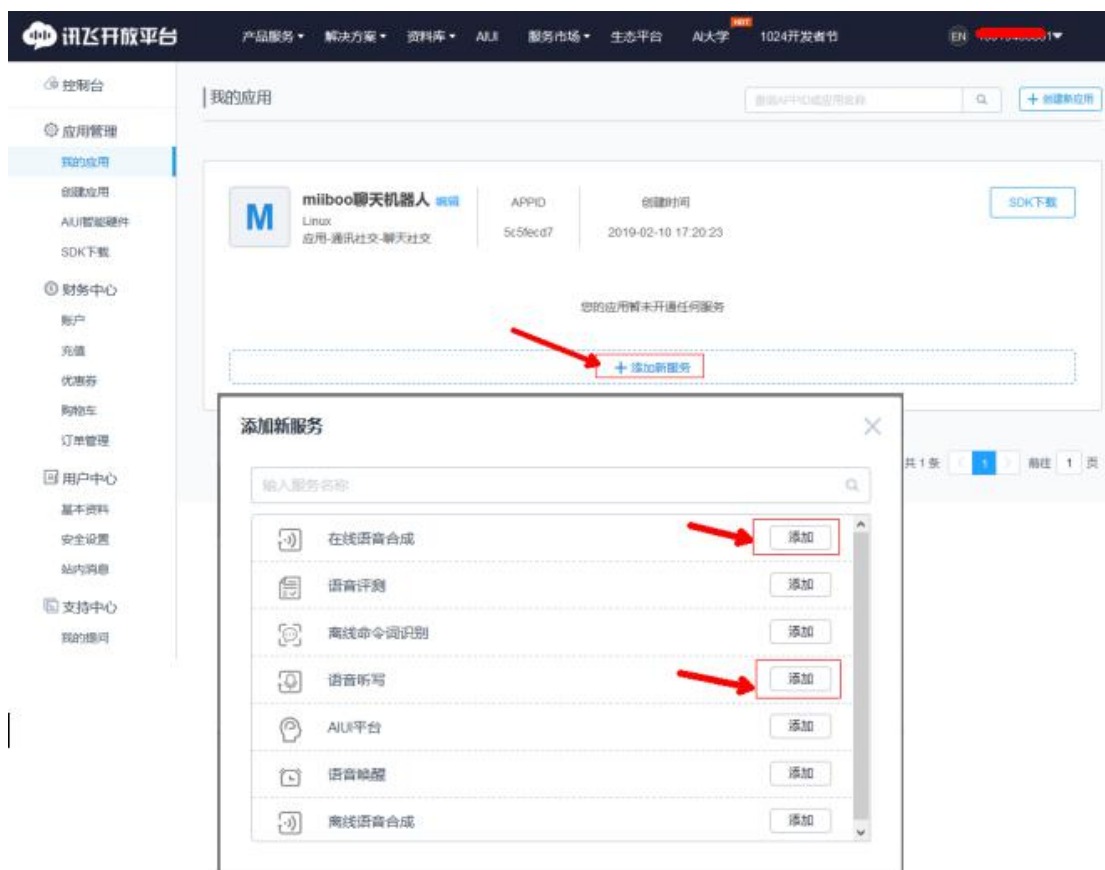 讯飞开放平台 产品服务 解决方案 资料库 AIUI 服务市场 生态平台 AI大学 HOT 1024开发者节 EN
控制台
应用管理
我的应用
创建应用
AIUI智能硬件
SDK下载
财务中心
账户
充值
优惠券
购物车
订单管理
用户中心
基本资料
安全设置
站内消息
支持中心
我的提问
我的应用
+ 创建新应用
M
miiboo聊天机器人 编辑
Linux
应用-通讯社交-聊天社交
APPID
5c5fecd7
创建时间
2019-02-10 17:20:23
SDK下载
您的应用暂未开通任何服务
+ 添加新服务
共1条 1 前往 1 页
添加新服务
输入服务名称
在线语音合成 添加
语音评测 添加
离线命令词识别 添加
语音听写 添加
AIUI平台 添加
语音唤醒 添加
离线语音合成 添加